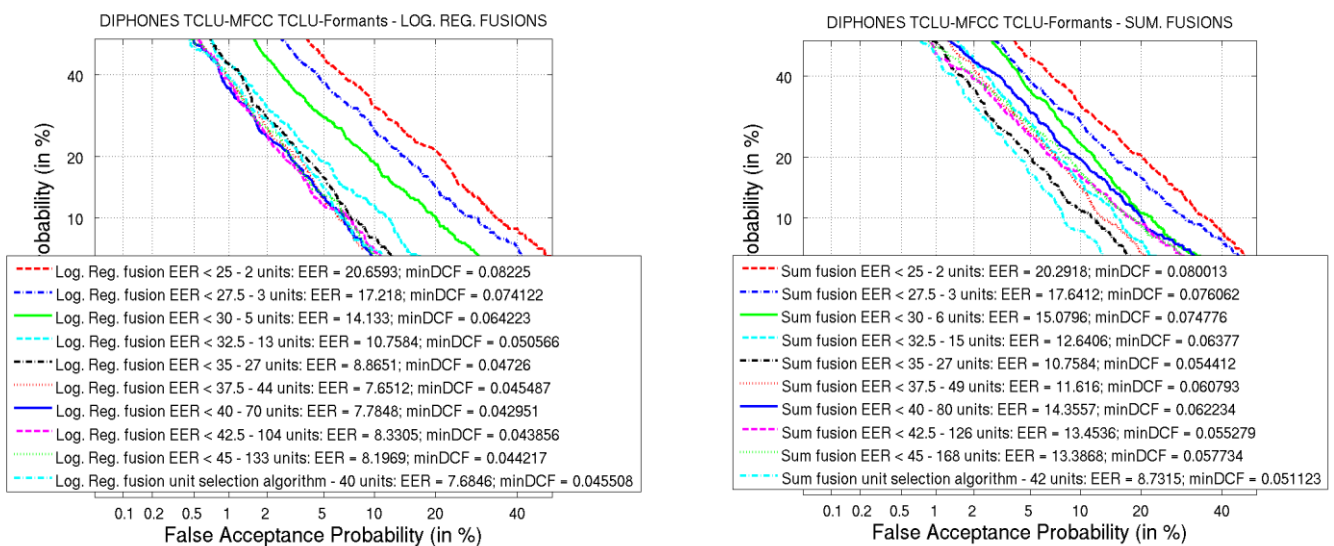 DIPHONES TCLU-MFCC TCLU-Formants - LOG. REG. FUSIONS
40
20
10
obability (in %)
Log. Reg. fusion EER < 25 - 2 units: EER = 20.6593; minDCF = 0.08225
Log. Reg. fusion EER < 27.5 - 3 units: EER = 17.218; minDCF = 0.074122
Log. Reg. fusion EER < 30 - 5 units: EER = 14.133; minDCF = 0.064223
Log. Reg. fusion EER < 32.5 - 13 units: EER = 10.7584; minDCF = 0.050566
Log. Reg. fusion EER < 35 - 27 units: EER = 8.8651; minDCF = 0.04726
Log. Reg. fusion EER < 37.5 - 44 units: EER = 7.6512; minDCF = 0.045487
Log. Reg. fusion EER < 40 - 70 units: EER = 7.7848; minDCF = 0.042951
Log. Reg. fusion EER < 42.5 - 104 units: EER = 8.3305; minDCF = 0.043856
Log. Reg. fusion EER < 45 - 133 units: EER = 8.1969; minDCF = 0.044217
Log. Reg. fusion unit selection algorithm - 40 units: EER = 7.6846; minDCF = 0.045508
0.1 0.2 0.5 1 2 5 10 20 40
False Acceptance Probability (in %)
DIPHONES TCLU-MFCC TCLU-Formants - SUM. FUSIONS
40
20
10
obability (in %)
Sum fusion EER < 25 - 2 units: EER = 20.2918; minDCF = 0.080013
Sum fusion EER < 27.5 - 3 units: EER = 17.6412; minDCF = 0.076062
Sum fusion EER < 30 - 6 units: EER = 15.0796; minDCF = 0.074776
Sum fusion EER < 32.5 - 15 units: EER = 12.6406; minDCF = 0.06377
Sum fusion EER < 35 - 27 units: EER = 10.7584; minDCF = 0.054412
Sum fusion EER < 37.5 - 49 units: EER = 11.616; minDCF = 0.060793
Sum fusion EER < 40 - 80 units: EER = 14.3557; minDCF = 0.062234
Sum fusion EER < 42.5 - 126 units: EER = 13.4536; minDCF = 0.055279
Sum fusion EER < 45 - 168 units: EER = 13.3868; minDCF = 0.057734
Sum fusion unit selection algorithm - 42 units: EER = 8.7315; minDCF = 0.051123
0.1 0.2 0.5 1 2 5 10 20 40
False Acceptance Probability (in %)